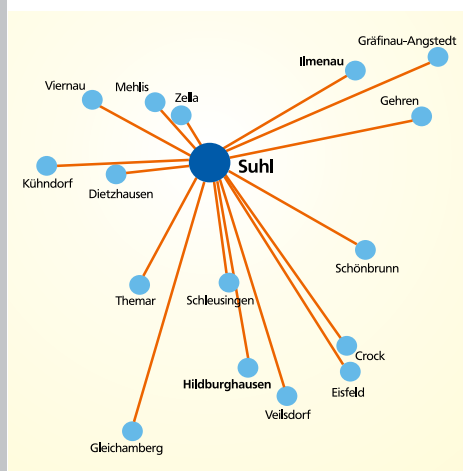 Gräfinau-Angstedt
Ilmenau
Viernau
Mehlis
Zella
Gehren
Suhl
Kühndorf
Dietzhausen
Schönbrunn
Themar
Schleusingen
Crock
Hildburghausen
Eisfeld
Veilsdorf
Gleichamberg